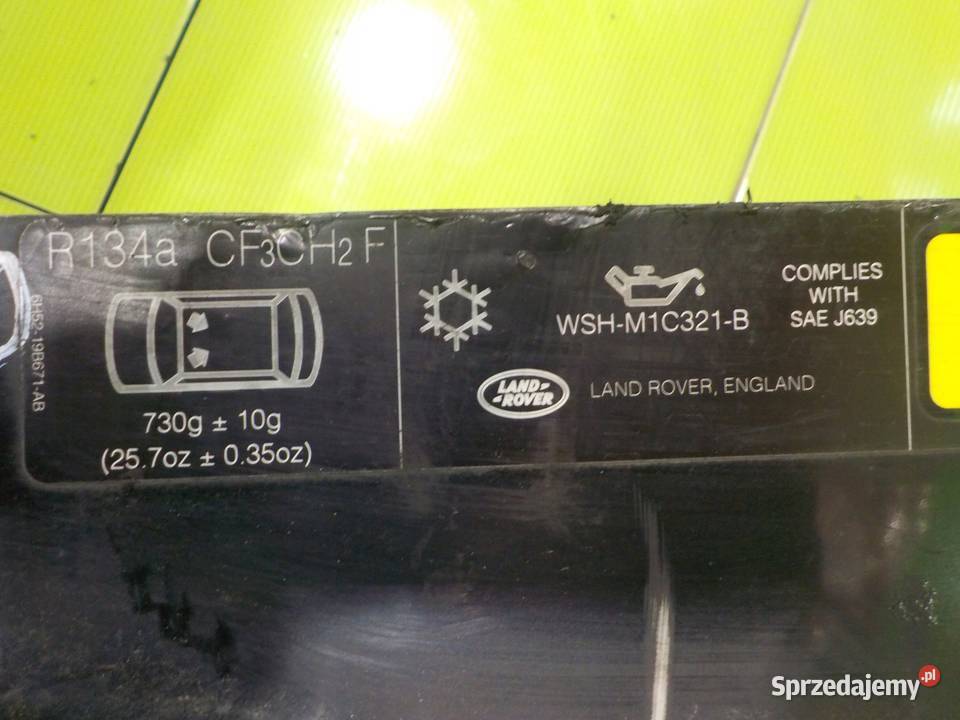 R134a CF3CH2F
6H52-19B671-AB
730g ± 10g
(25.7oz ± 0.35oz)
WSH-M1C321-B
COMPLIES
WITH
SAE J639
LAND
ROVER
LAND ROVER, ENGLAND
Sprzedajemy.pl